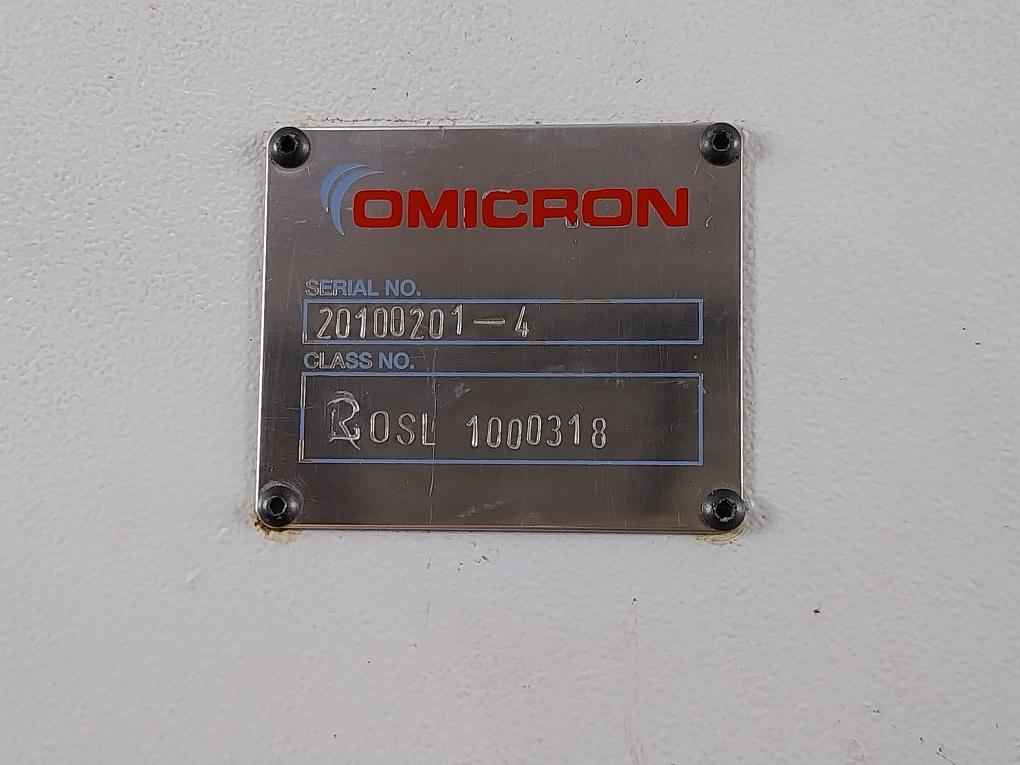 OMICRON
SERIAL NO.
20100201-4
CLASS NO.
ROSL 1000318